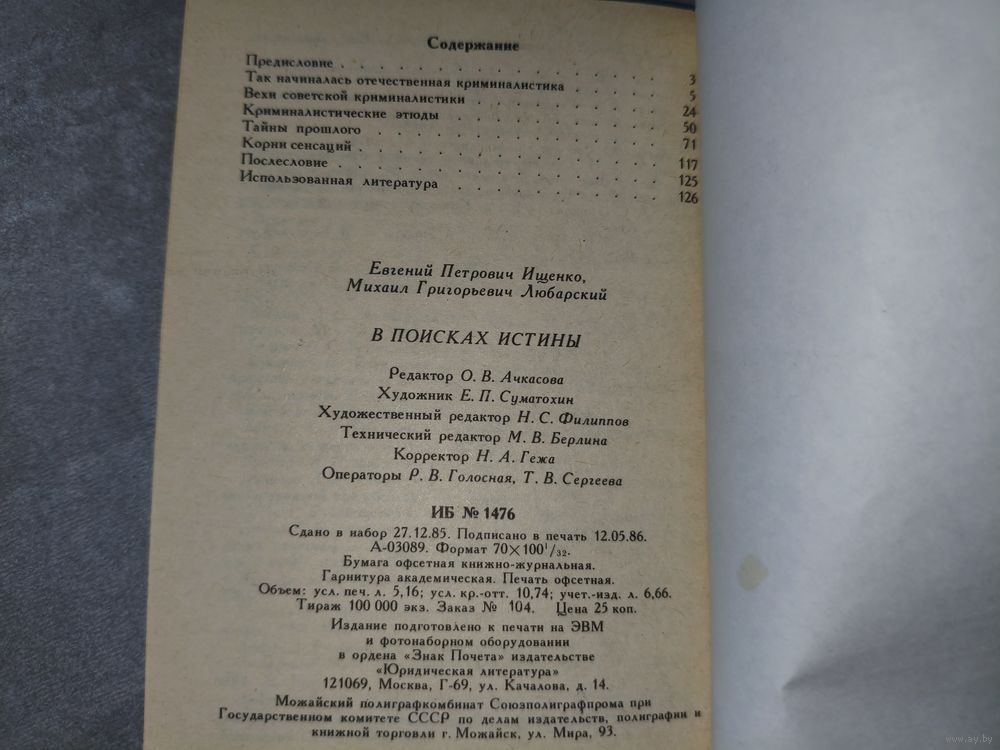 Содержание
Предисловие . . . . . . . . . . . . . . . 3
Так начиналась отечественная криминалистика . . . . 5
Вехи советской криминалистики . . . . . . . . 24
Криминалистические этюды . . . . . . . . . 50
Тайны прошлого . . . . . . . . . . . . . 71
Корни сенсаций . . . . . . . . . . . . . 117
Послесловие . . . . . . . . . . . . . . 125
Использованная литература . . . . . . . . . 126
Евгений Петрович Ищенко,
Михаил Григорьевич Любарский
В ПОИСКАХ ИСТИНЫ
Редактор О. В. Ачкасова
Художник Е. П. Суматохин
Художественный редактор Н. С. Филиппов
Технический редактор М. В. Берлина
Корректор Н. А. Гежа
Операторы Р. В. Голосная, Т. В. Сергеева
ИБ № 1476
Сдано в набор 27.12.85. Подписано в печать 12.05.86.
А-03089. Формат 70×100¹/₃₂.
Бумага офсетная книжно-журнальная.
Гарнитура академическая. Печать офсетная.
Объем: усл. печ. л. 5,16; усл. кр.-отт. 10,74; учет.-изд. л. 6,66.
Тираж 100 000 экз. Заказ № 104. Цена 25 коп.
Издание подготовлено к печати на ЭВМ
и фотонаборном оборудовании
в ордена «Знак Почета» издательстве
«Юридическая литература»
121069, Москва, Г-69, ул. Качалова, д. 14.
Можайский полиграфкомбинат Союзполиграфпрома при
Государственном комитете СССР по делам издательств, полиграфии и
книжной торговли г. Можайск, ул. Мира, 93.
www.ay.by